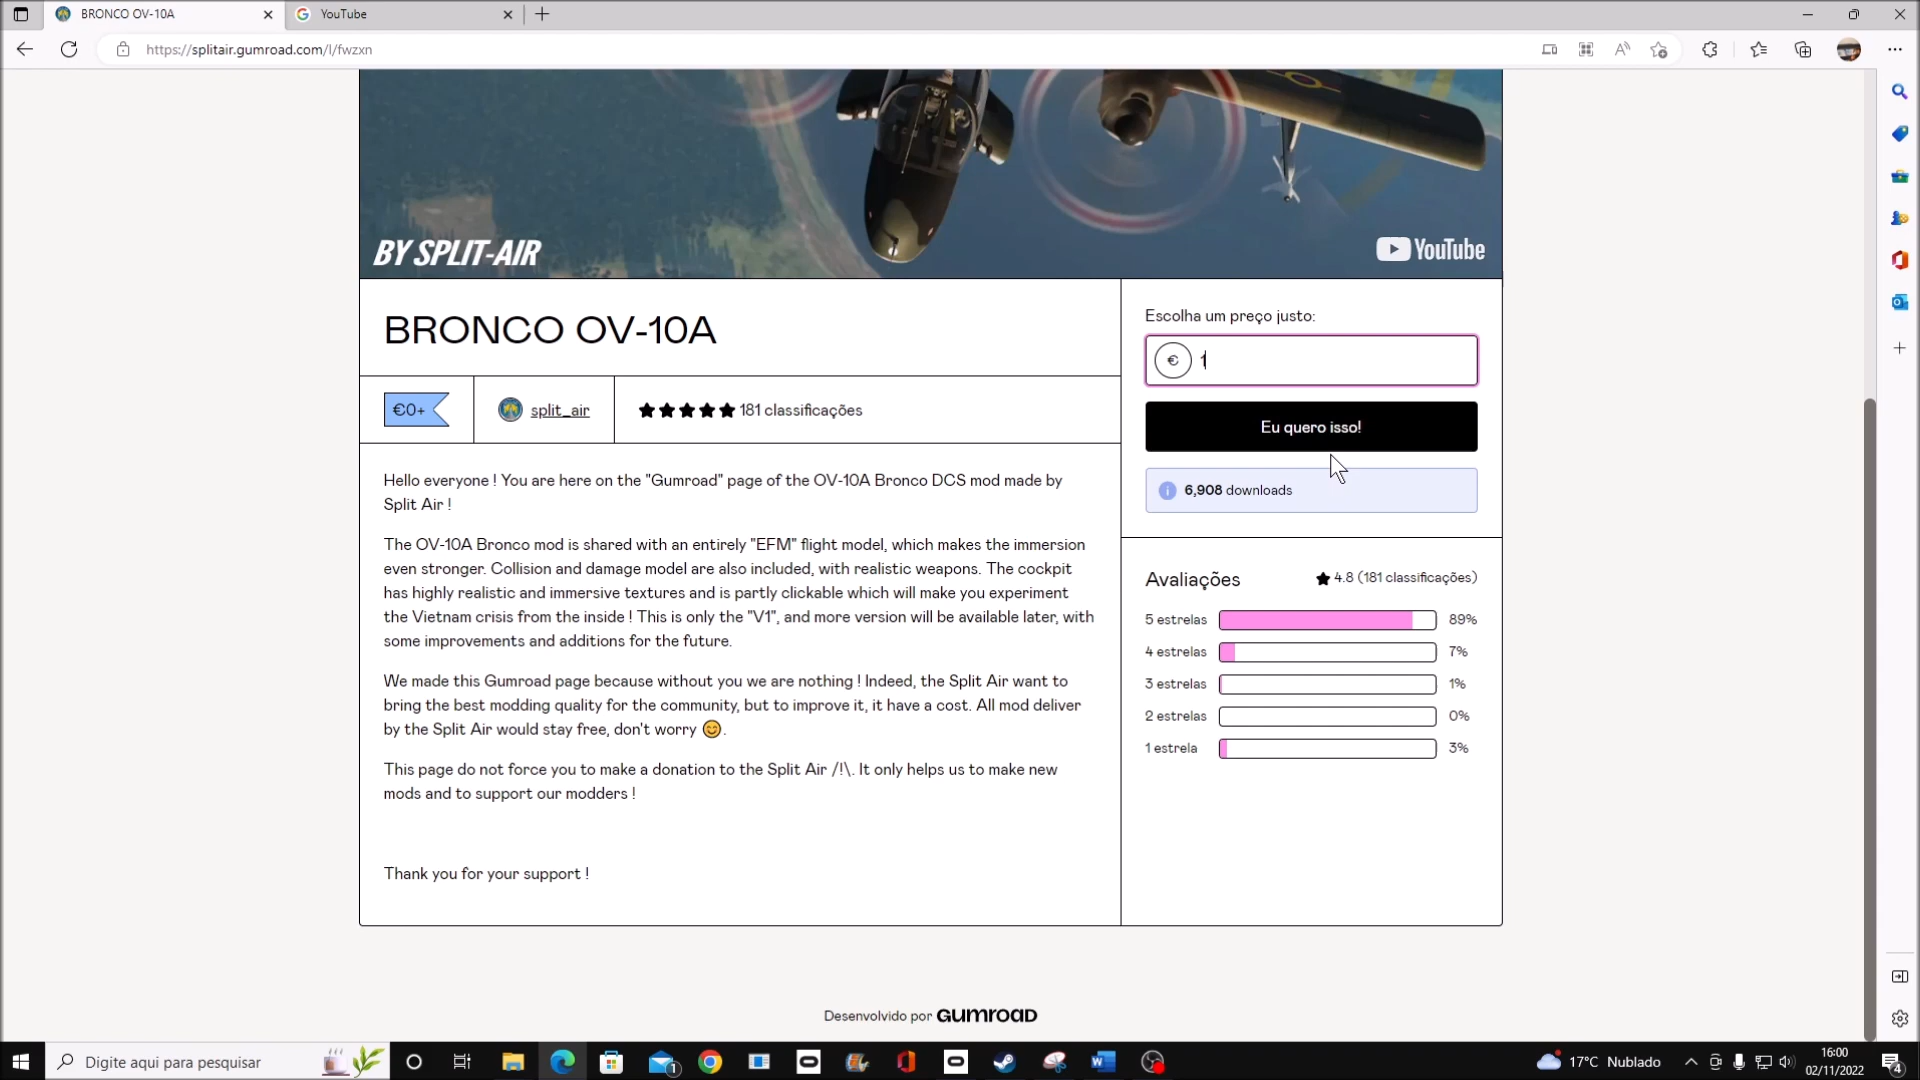 BRONCO OV-10A
YouTube
https://splitair.gumroad.com/l/fwzxn
BY SPLIT-AIR
YouTube
BRONCO OV-10A
€0+
split_air
181 classificações
Hello everyone ! You are here on the "Gumroad" page of the OV-10A Bronco DCS mod made by
Split Air !
The OV-10A Bronco mod is shared with an entirely "EFM" flight model, which makes the immersion
even stronger. Collision and damage model are also included, with realistic weapons. The cockpit
has highly realistic and immersive textures and is partly clickable which will make you experiment
the Vietnam crisis from the inside ! This is only the "V1", and more version will be available later, with
some improvements and additions for the future.
We made this Gumroad page because without you we are nothing ! Indeed, the Split Air want to
bring the best modding quality for the community, but to improve it, it have a cost. All mod deliver
by the Split Air would stay free, don't worry 😊.
This page do not force you to make a donation to the Split Air /!\. It only helps us to make new
mods and to support our modders !
Thank you for your support !
Escolha um preço justo:
€ 1
Eu quero isso!
6,908 downloads
Avaliações
4.8 (181 classificações)
5 estrelas 89%
4 estrelas 7%
3 estrelas 1%
2 estrelas 0%
1 estrela 3%
Desenvolvido por GUMROAD
Digite aqui para pesquisar
1
17°C Nublado
16:00
02/11/2022
4